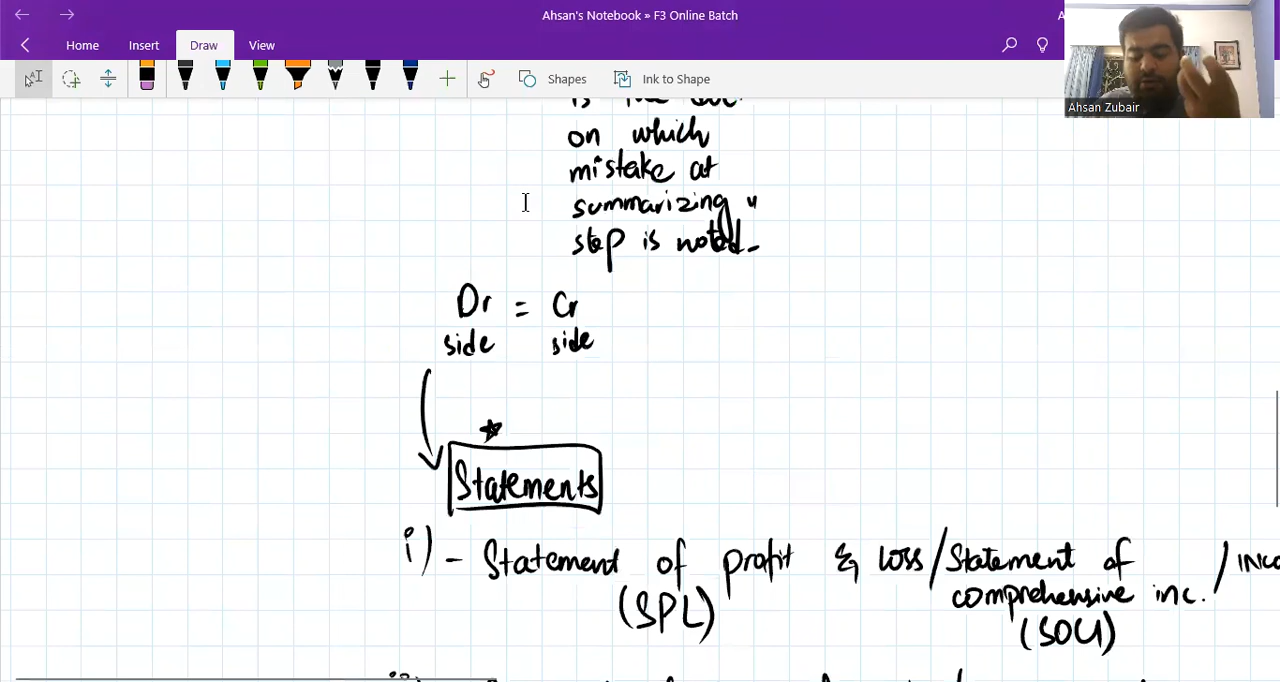 Ahsan's Notebook » F3 Online Batch
Home Insert Draw View
Shapes Ink to Shape
Ahsan Zubair
is the
on which
mistake at
summarizing "
step is noted-
Dr = Cr
side side
Statements
i) - Statement of profit & loss/Statement of /
comprehensive inc.
(SPL) (SOCI)